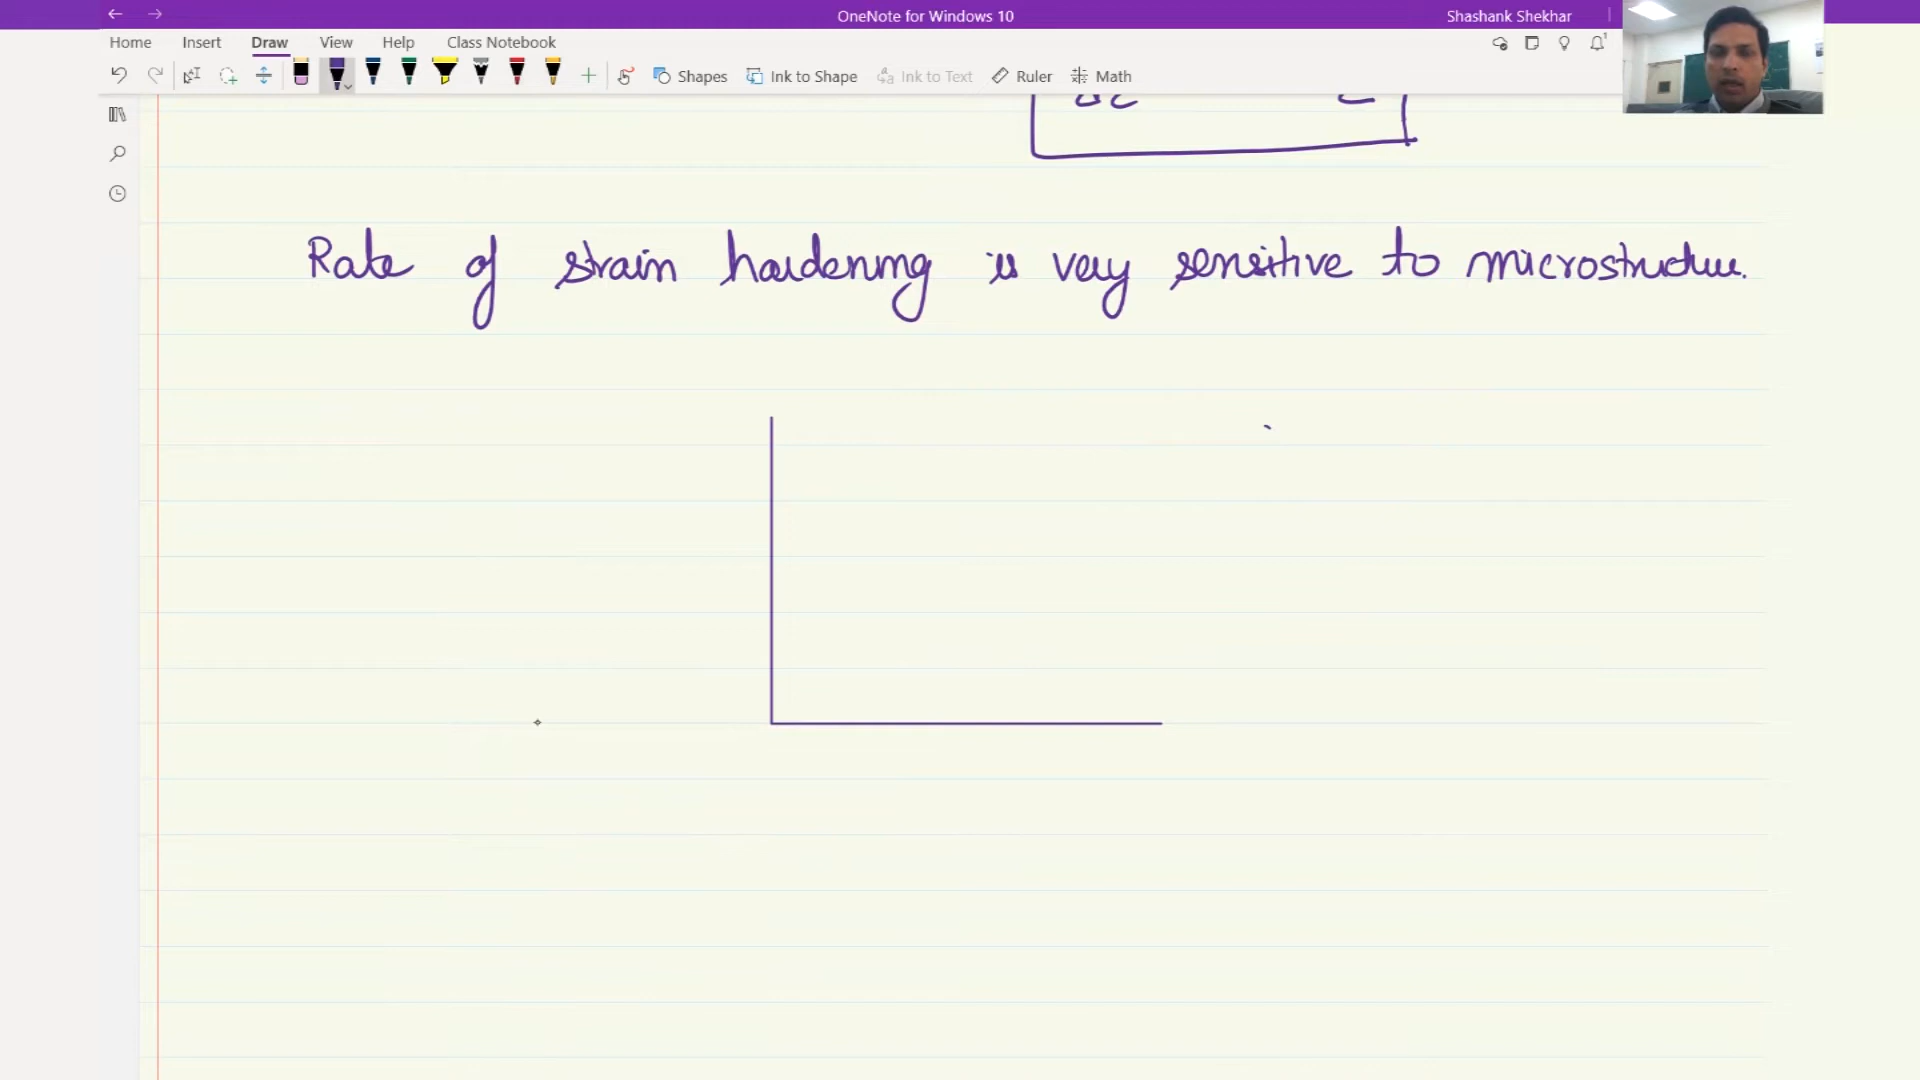 OneNote for Windows 10
Shashank Shekhar
Home Insert Draw View Help Class Notebook
Shapes Ink to Shape Ink to Text Ruler Math
Rate of strain hardening is very sensitive to microstructure.